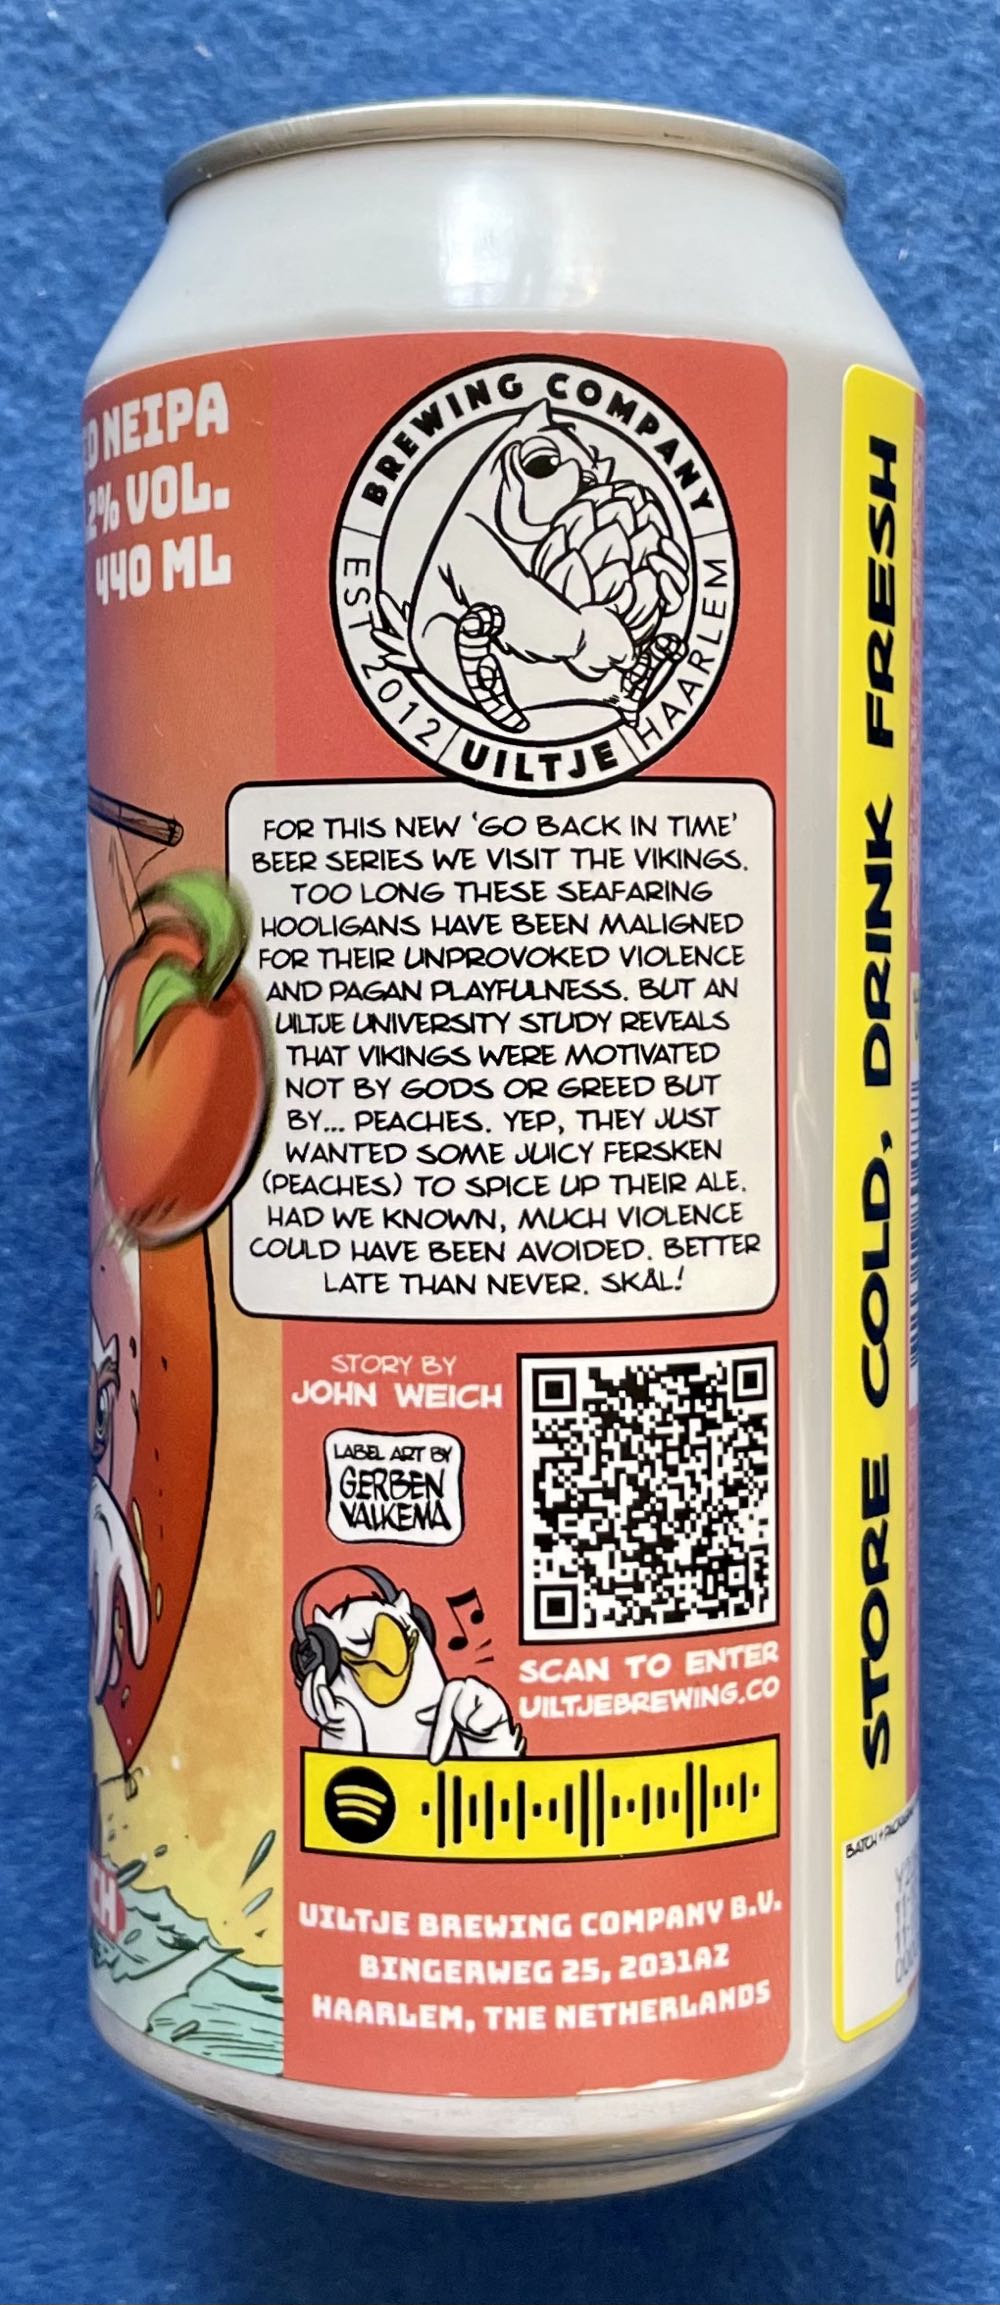 NEIPA
% VOL.
440 ML
BREWING COMPANY
EST 2012
UILTJE
HAARLEM
FOR THIS NEW 'GO BACK IN TIME'
BEER SERIES WE VISIT THE VIKINGS.
TOO LONG THESE SEAFARING
HOOLIGANS HAVE BEEN MALIGNED
FOR THEIR UNPROVOKED VIOLENCE
AND PAGAN PLAYFULNESS. BUT AN
UILTJE UNIVERSITY STUDY REVEALS
THAT VIKINGS WERE MOTIVATED
NOT BY GODS OR GREED BUT
BY... PEACHES. YEP, THEY JUST
WANTED SOME JUICY FERSKEN
(PEACHES) TO SPICE UP THEIR ALE.
HAD WE KNOWN, MUCH VIOLENCE
COULD HAVE BEEN AVOIDED. BETTER
LATE THAN NEVER. SKÅL!
STORY BY
JOHN WEICH
LABEL ART BY
GERBEN
VALKEMA
SCAN TO ENTER
UILTJEBREWING.CO
UILTJE BREWING COMPANY B.V.
BINGERWEG 25, 2031AZ
HAARLEM, THE NETHERLANDS
STORE COLD, DRINK FRESH
BATCH +